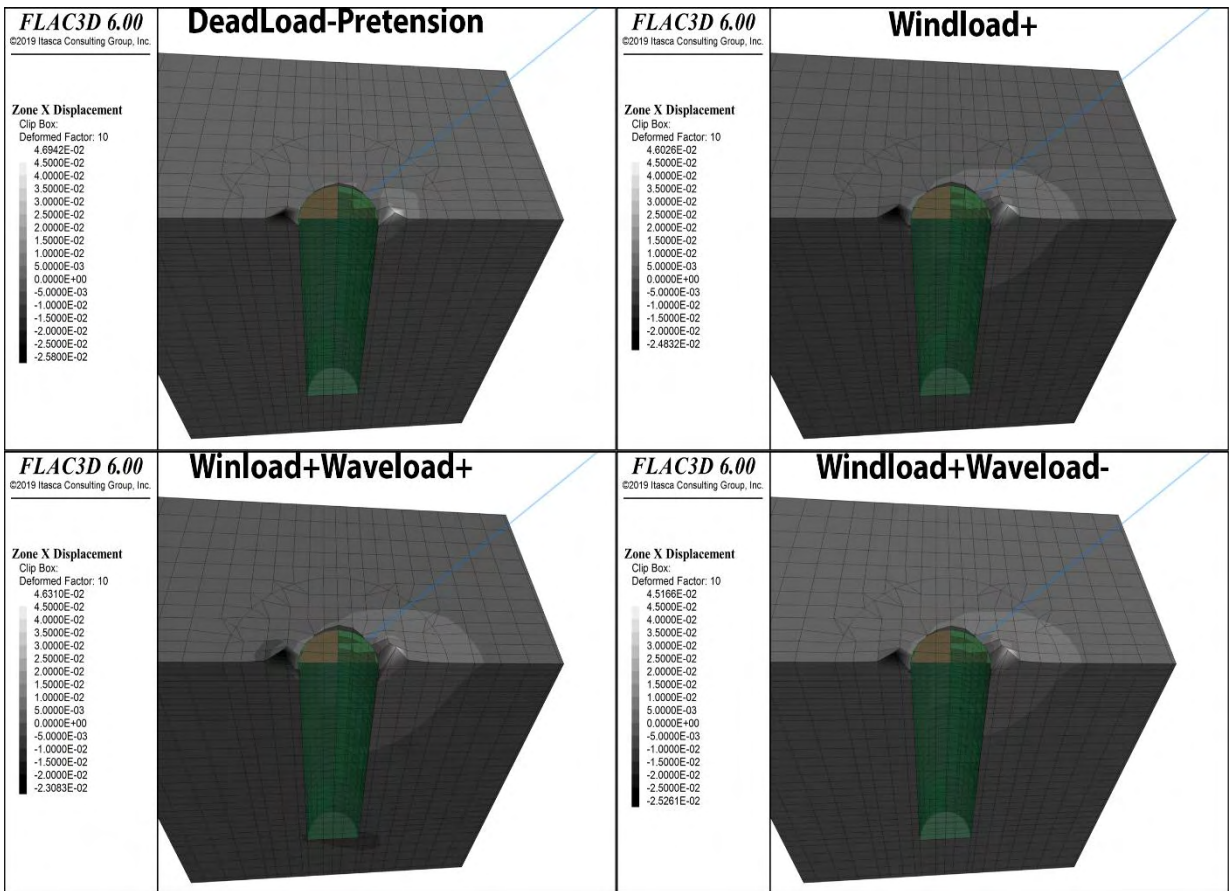 FLAC3D 6.00
©2019 Itasca Consulting Group, Inc.
DeadLoad-Pretension
Zone X Displacement
Clip Box:
Deformed Factor: 10
4.6942E-02
4.5000E-02
4.0000E-02
3.5000E-02
3.0000E-02
2.5000E-02
2.0000E-02
1.5000E-02
1.0000E-02
5.0000E-03
0.0000E+00
-5.0000E-03
-1.0000E-02
-1.5000E-02
-2.0000E-02
-2.5000E-02
-2.5800E-02
FLAC3D 6.00
©2019 Itasca Consulting Group, Inc.
Windload+
Zone X Displacement
Clip Box:
Deformed Factor: 10
4.6026E-02
4.5000E-02
4.0000E-02
3.5000E-02
3.0000E-02
2.5000E-02
2.0000E-02
1.5000E-02
1.0000E-02
5.0000E-03
0.0000E+00
-5.0000E-03
-1.0000E-02
-1.5000E-02
-2.0000E-02
-2.4832E-02
FLAC3D 6.00
©2019 Itasca Consulting Group, Inc.
Winload+Waveload+
Zone X Displacement
Clip Box:
Deformed Factor: 10
4.6310E-02
4.5000E-02
4.0000E-02
3.5000E-02
3.0000E-02
2.5000E-02
2.0000E-02
1.5000E-02
1.0000E-02
5.0000E-03
0.0000E+00
-5.0000E-03
-1.0000E-02
-1.5000E-02
-2.0000E-02
-2.3083E-02
FLAC3D 6.00
©2019 Itasca Consulting Group, Inc.
Windload+Waveload-
Zone X Displacement
Clip Box:
Deformed Factor: 10
4.5166E-02
4.5000E-02
4.0000E-02
3.5000E-02
3.0000E-02
2.5000E-02
2.0000E-02
1.5000E-02
1.0000E-02
5.0000E-03
0.0000E+00
-5.0000E-03
-1.0000E-02
-1.5000E-02
-2.0000E-02
-2.5000E-02
-2.5261E-02